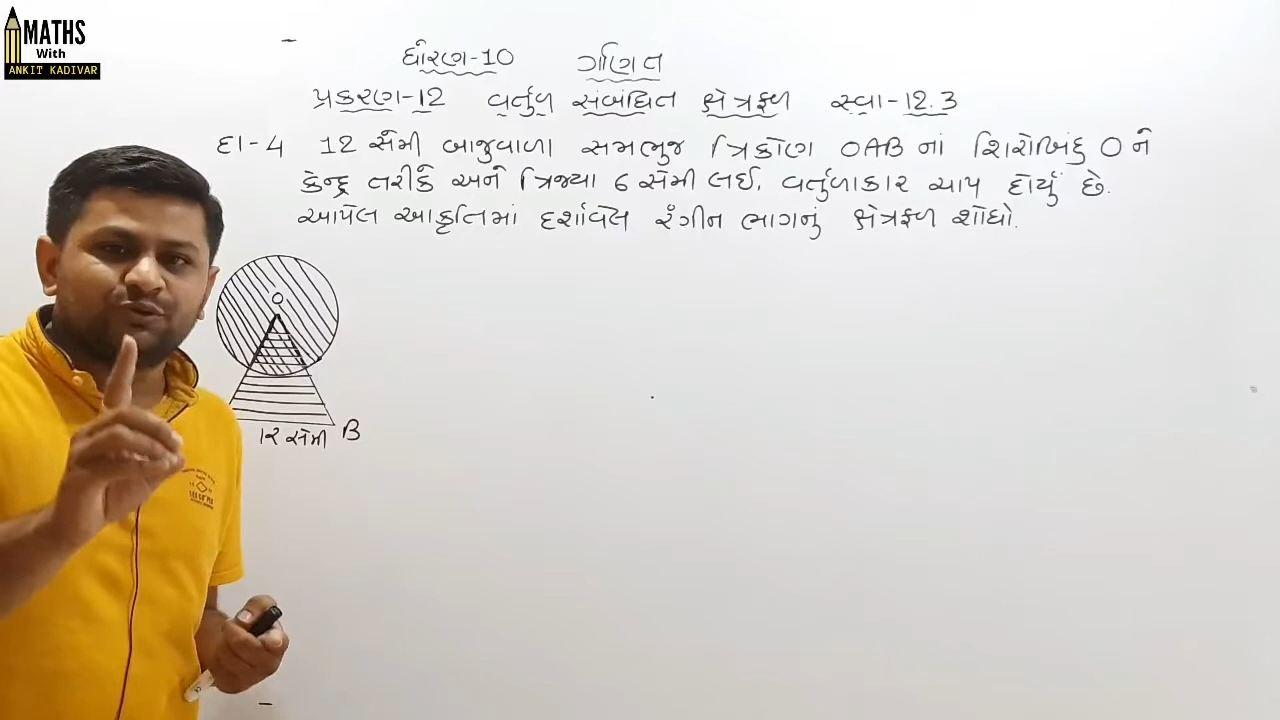 MATHS
With
ANKIT KADIVAR
ધોરણ-10 ગણિત
પ્રકરણ-12 વર્તુળ સંબંધિત ક્ષેત્રફળ સ્વા-12.3
દા-4 12 સેમી બાજુવાળા સમભુજ ત્રિકોણ OAB નાં શિરોબિંદુ O ને
કેન્દ્ર તરીકે અને ત્રિજ્યા 6 સેમી લઈ, વર્તુળાકાર ચાપ દોર્યું છે.
આપેલ આકૃતિમાં દર્શાવેલ રંગીન ભાગનું ક્ષેત્રફળ શોધો.
O
12 સેમી B